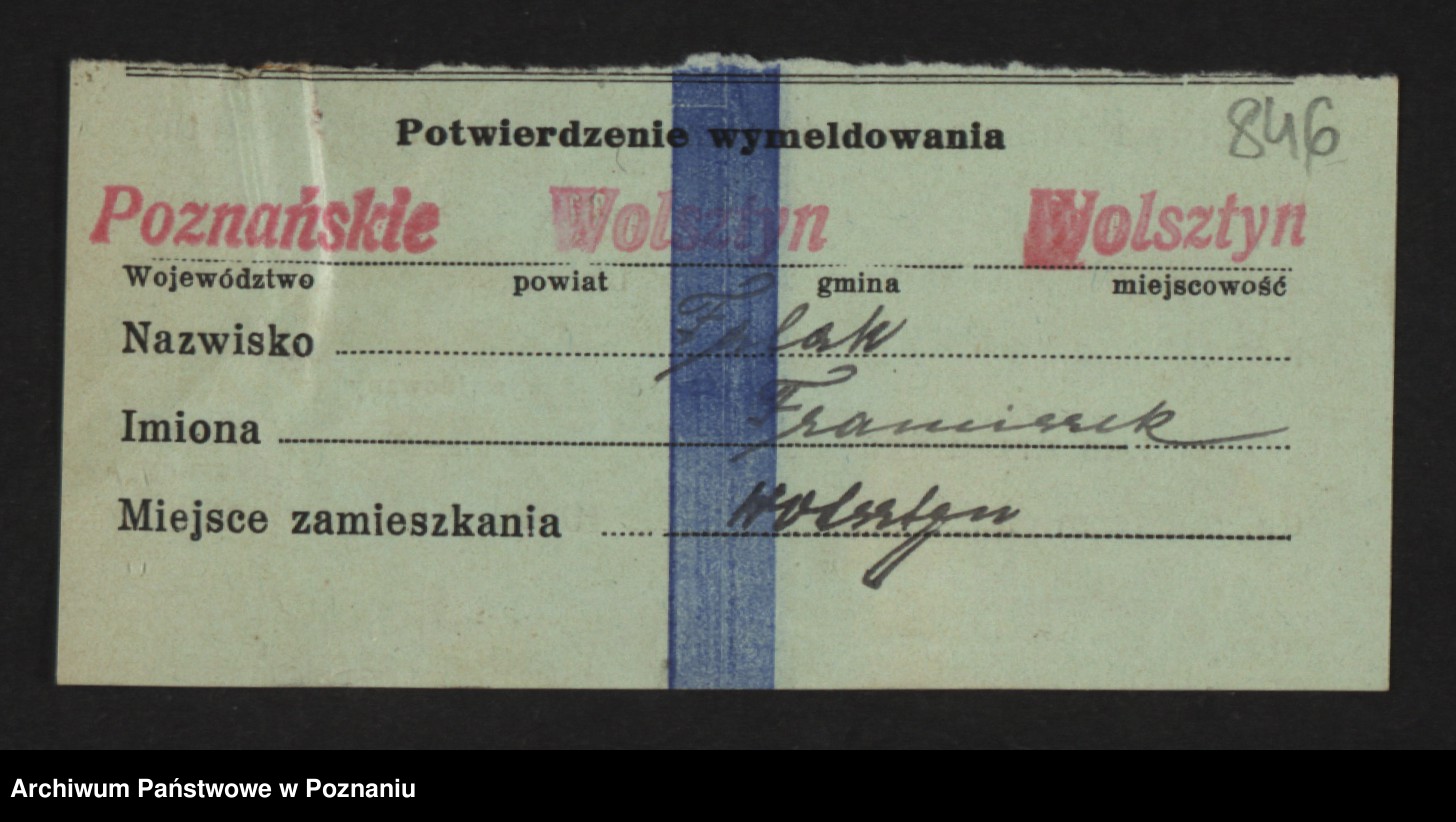 846
Potwierdzenie wymeldowania
Poznańskie Wolsztyn Wolsztyn
Województwo powiat gmina miejscowość
Nazwisko Fylak
Imiona Franciszek
Miejsce zamieszkania Wolsztyn
Archiwum Państwowe w Poznaniu